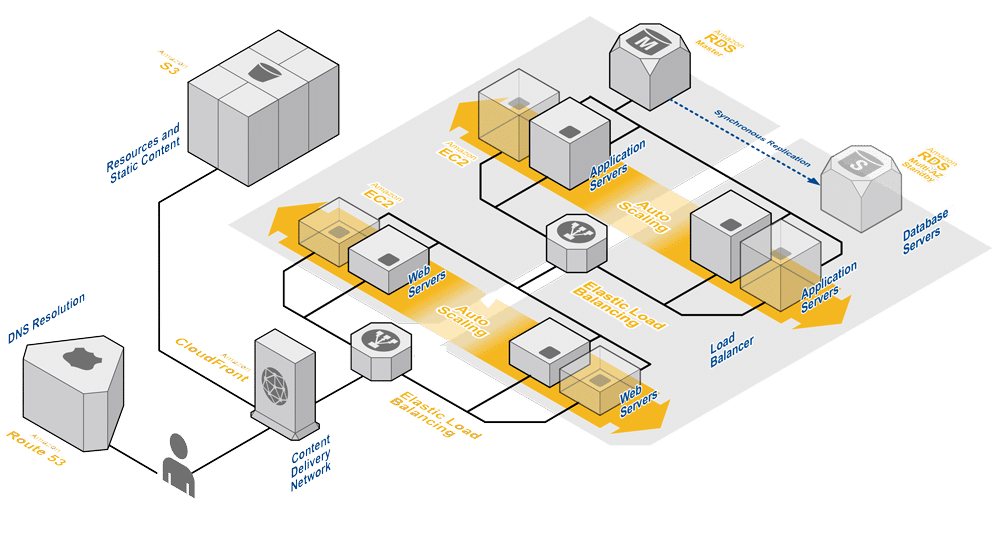 Amazon
S3
Resources and
Static Content
Amazon
RDS
Master
M
Synchronous Replication
Amazon
RDS
Multi-AZ
Standby
S
Database
Servers
Amazon
EC2
Application
Servers
Auto
Scaling
Application
Servers
Elastic Load
Balancing
Load
Balancer
Amazon
EC2
Web
Servers
Auto
Scaling
Web
Servers
Elastic Load
Balancing
DNS Resolution
Amazon
Route 53
Amazon
CloudFront
Content
Delivery
Network